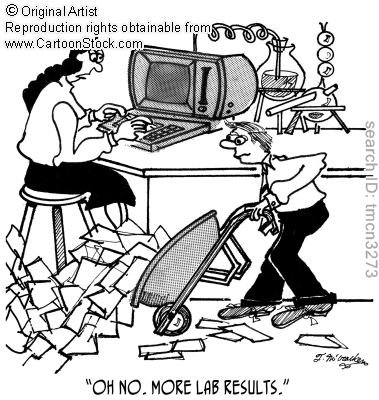 © Original Artist
Reproduction rights obtainable from
www.CartoonStock.com
search ID: tmcn3273
"OH NO. MORE LAB RESULTS."